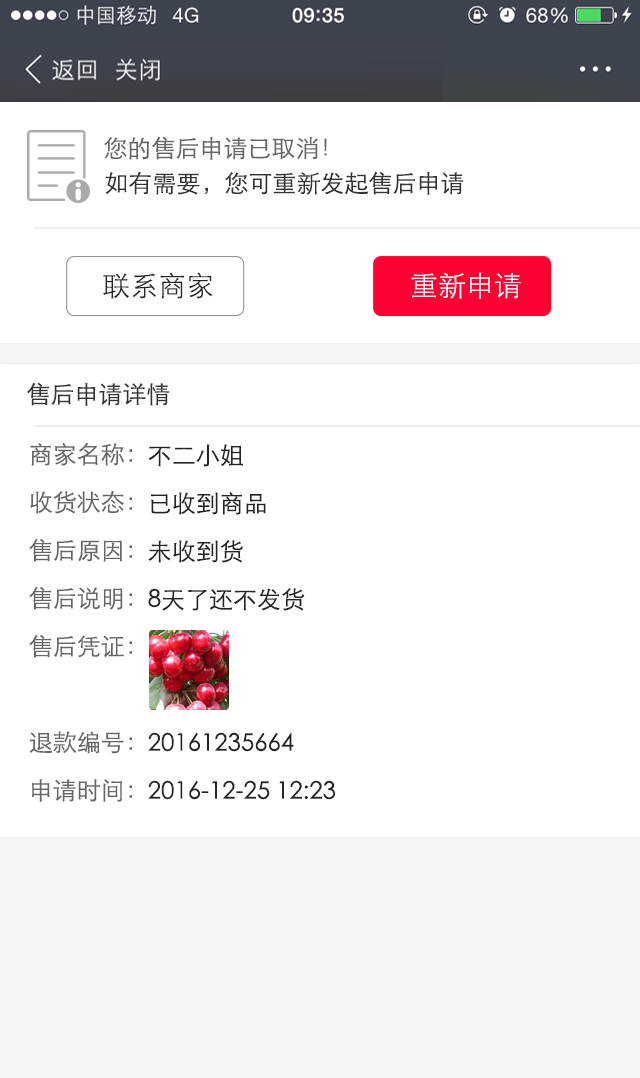 中国移动 4G 09:35 68%
返回 关闭
您的售后申请已取消!
如有需要，您可重新发起售后申请
联系商家 重新申请
售后申请详情
商家名称: 不二小姐
收货状态: 已收到商品
售后原因: 未收到货
售后说明: 8天了还不发货
售后凭证:
退款编号: 20161235664
申请时间: 2016-12-25 12:23